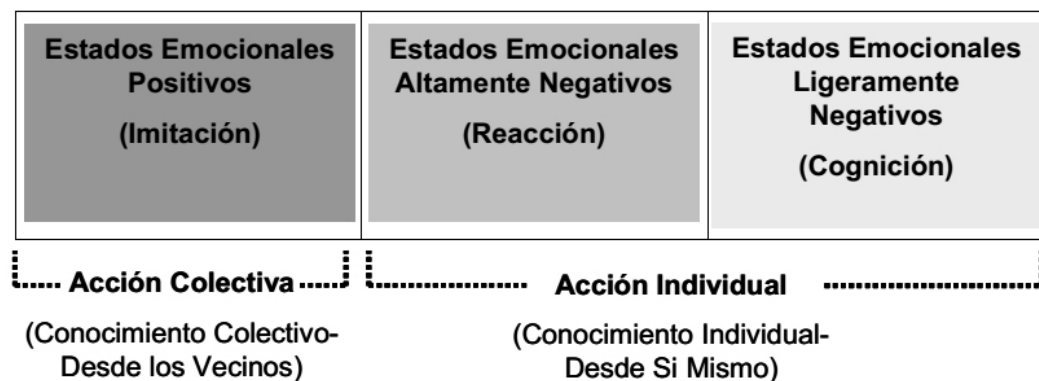 Estados Emocionales
Positivos
(Imitación)
Estados Emocionales
Altamente Negativos
(Reacción)
Estados Emocionales
Ligeramente
Negativos
(Cognición)
Acción Colectiva
(Conocimiento Colectivo-
Desde los Vecinos)
Acción Individual
(Conocimiento Individual-
Desde Si Mismo)